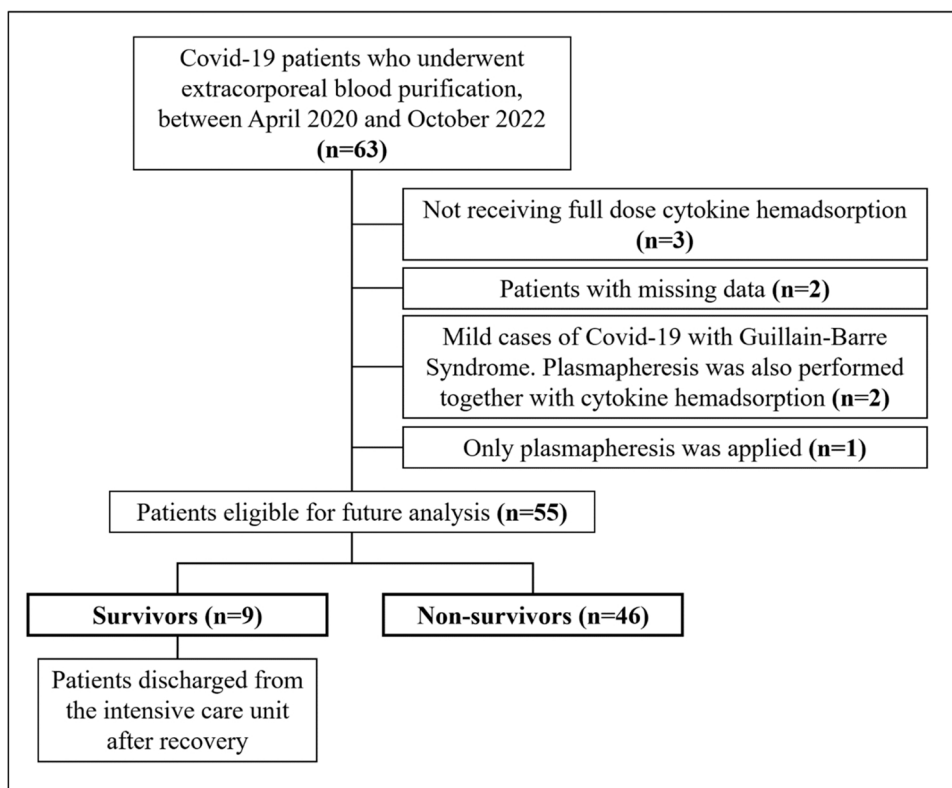 Covid-19 patients who underwent
extracorporeal blood purification,
between April 2020 and October 2022
(n=63)
Not receiving full dose cytokine hemadsorption
(n=3)
Patients with missing data (n=2)
Mild cases of Covid-19 with Guillain-Barre
Syndrome. Plasmapheresis was also performed
together with cytokine hemadsorption (n=2)
Only plasmapheresis was applied (n=1)
Patients eligible for future analysis (n=55)
Survivors (n=9)
Non-survivors (n=46)
Patients discharged from
the intensive care unit
after recovery